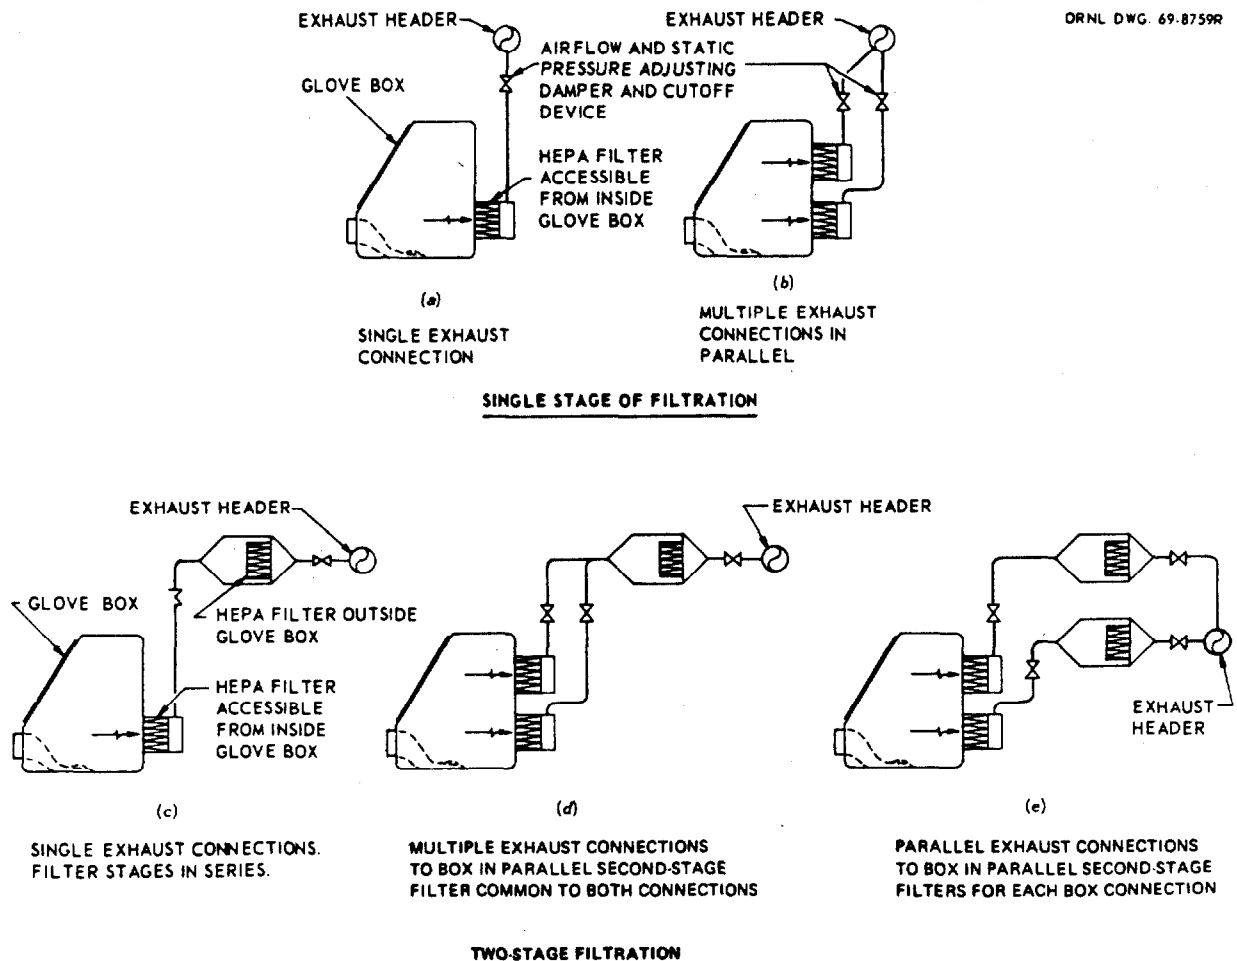 EXHAUST HEADER
EXHAUST HEADER
ORNL DWG. 69-8759R
AIRFLOW AND STATIC
PRESSURE ADJUSTING
DAMPER AND CUTOFF
DEVICE
GLOVE BOX
HEPA FILTER
ACCESSIBLE
FROM INSIDE
GLOVE BOX
(a)
SINGLE EXHAUST
CONNECTION
(b)
MULTIPLE EXHAUST
CONNECTIONS IN
PARALLEL
SINGLE STAGE OF FILTRATION
EXHAUST HEADER
GLOVE BOX
HEPA FILTER OUTSIDE
GLOVE BOX
HEPA FILTER
ACCESSIBLE
FROM INSIDE
GLOVE BOX
(c)
SINGLE EXHAUST CONNECTIONS.
FILTER STAGES IN SERIES.
EXHAUST HEADER
(d)
MULTIPLE EXHAUST CONNECTIONS
TO BOX IN PARALLEL SECOND-STAGE
FILTER COMMON TO BOTH CONNECTIONS
EXHAUST
HEADER
(e)
PARALLEL EXHAUST CONNECTIONS
TO BOX IN PARALLEL SECOND-STAGE
FILTERS FOR EACH BOX CONNECTION
TWO-STAGE FILTRATION